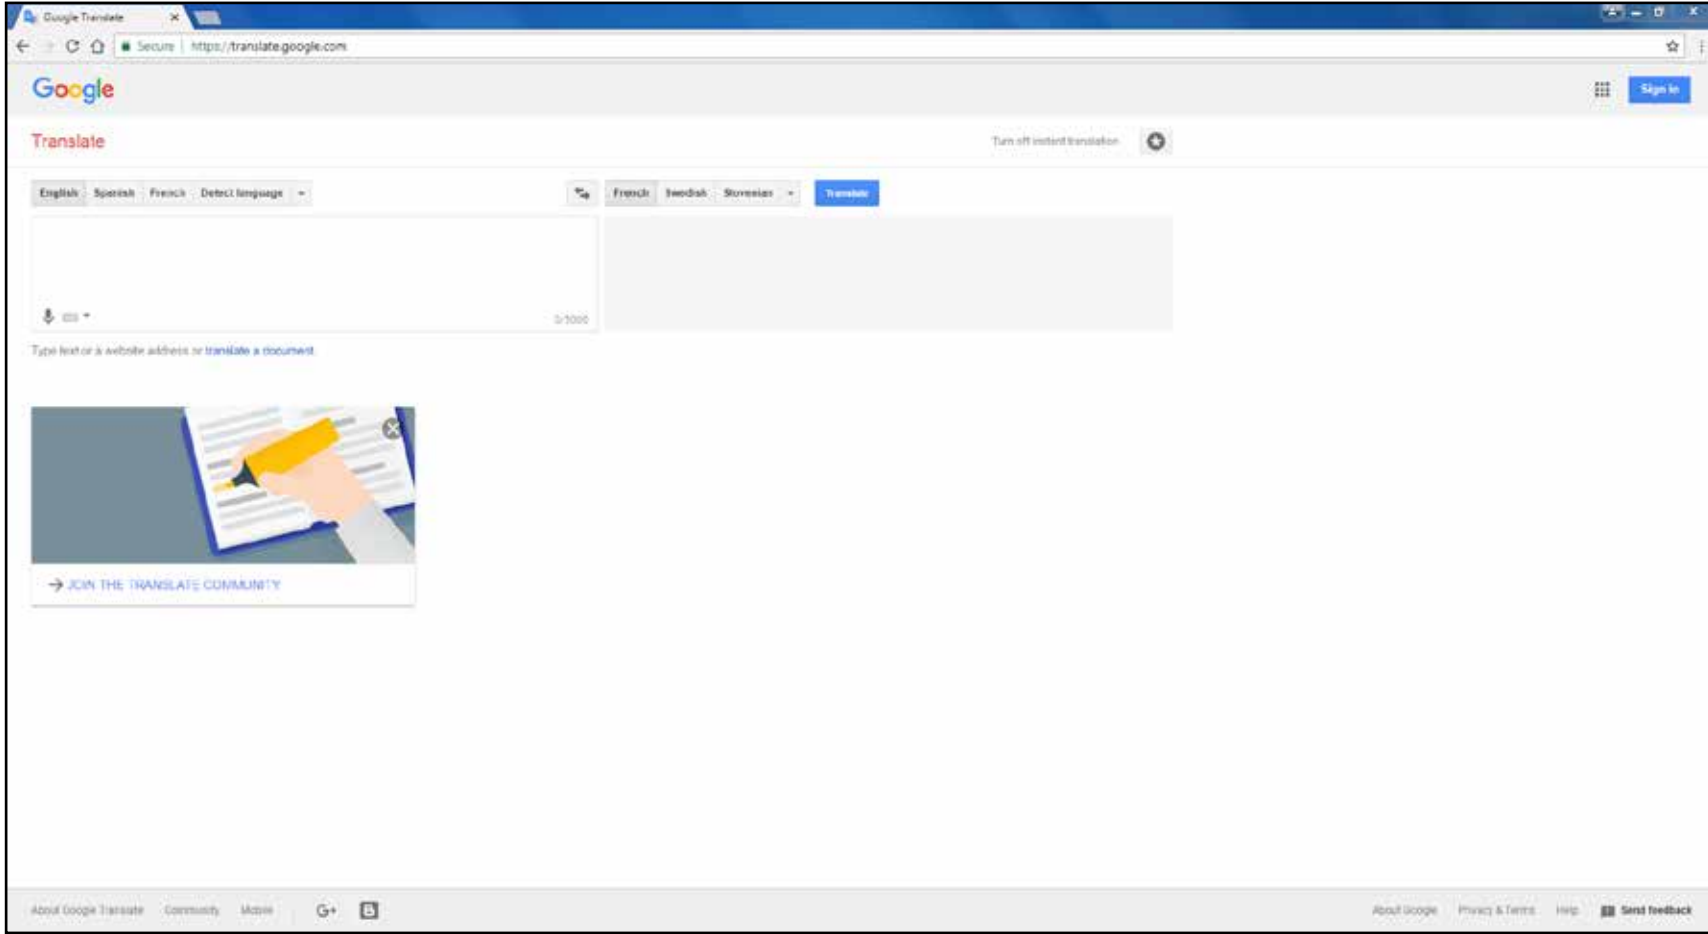 Google Translate
Secure | https://translate.google.com
Google
Sign in
Translate
Turn off instant translation
English Spanish French Detect language
French Swedish Slovenian
Translate
0/5000
Type text or a website address or translate a document
JOIN THE TRANSLATE COMMUNITY
About Google Translate Community Mobile G+
About Google Privacy & Terms Help Send feedback